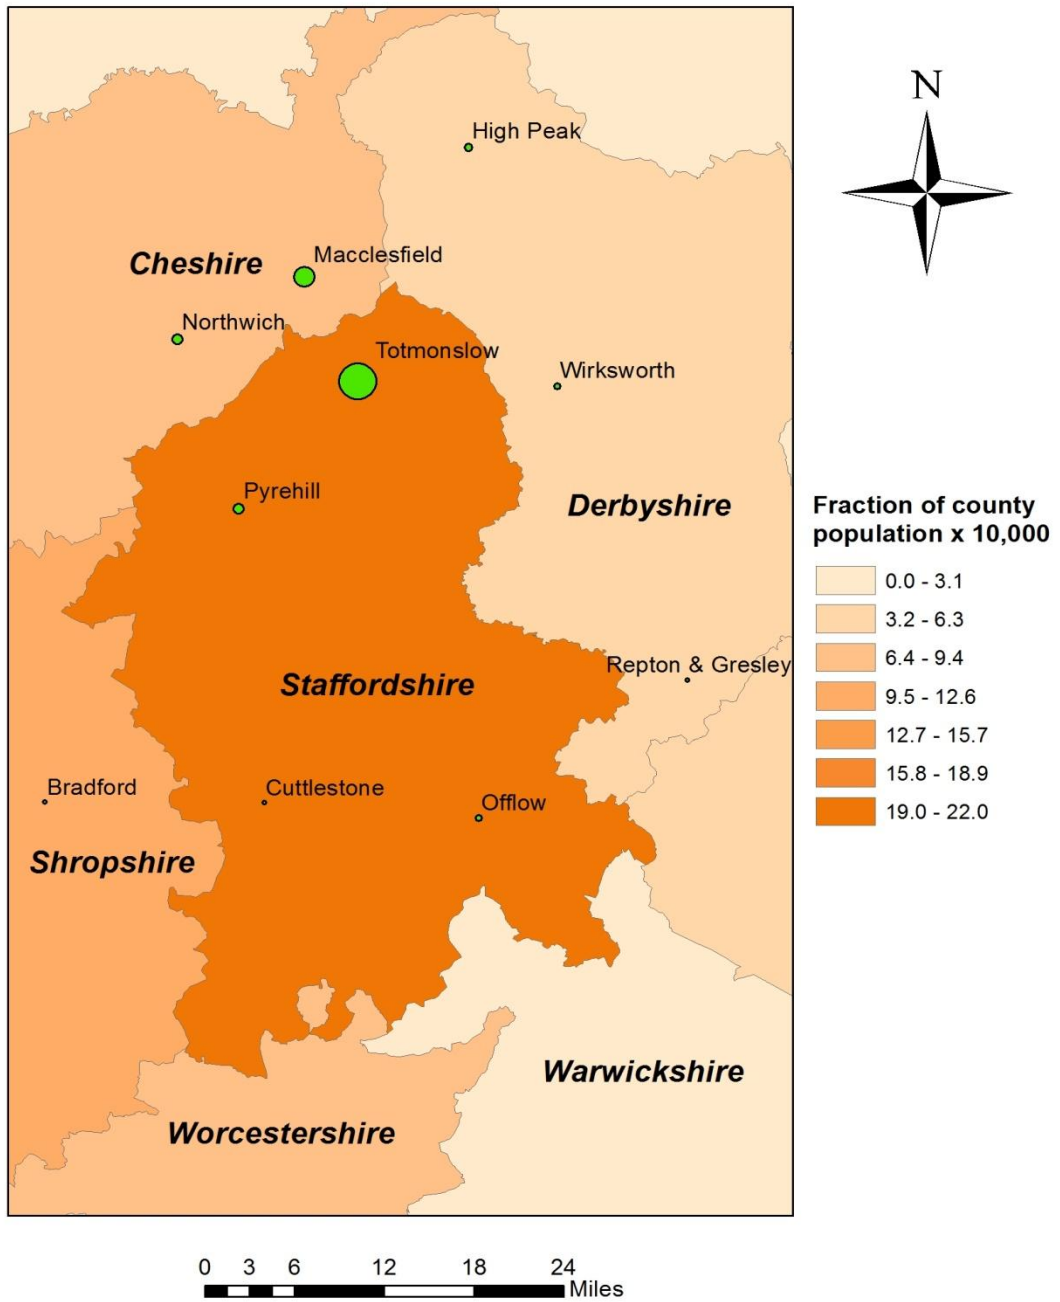 N
High Peak
Macclesfield
Cheshire
Northwich
Totmonslow
Wirksworth
Pyrehill
Derbyshire
Fraction of county
population x 10,000
0.0 - 3.1
3.2 - 6.3
6.4 - 9.4
9.5 - 12.6
12.7 - 15.7
15.8 - 18.9
19.0 - 22.0
Repton & Gresley
Staffordshire
Bradford
Cuttlestone
Offlow
Shropshire
Warwickshire
Worcestershire
0 3 6 12 18 24
Miles